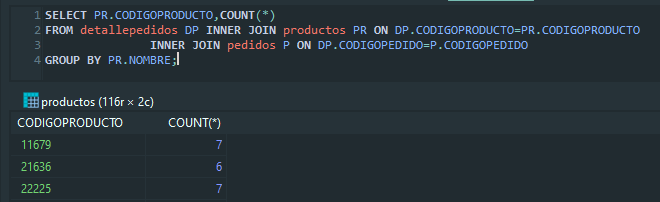 1 SELECT PR.CODIGOPRODUCTO,COUNT(*)
2 FROM detallepedidos DP INNER JOIN productos PR ON DP.CODIGOPRODUCTO=PR.CODIGOPRODUCTO
3 INNER JOIN pedidos P ON DP.CODIGOPEDIDO=P.CODIGOPEDIDO
4 GROUP BY PR.NOMBRE;
productos (116r × 2c)
CODIGOPRODUCTO COUNT(*)
11679 7
21636 6
22225 7